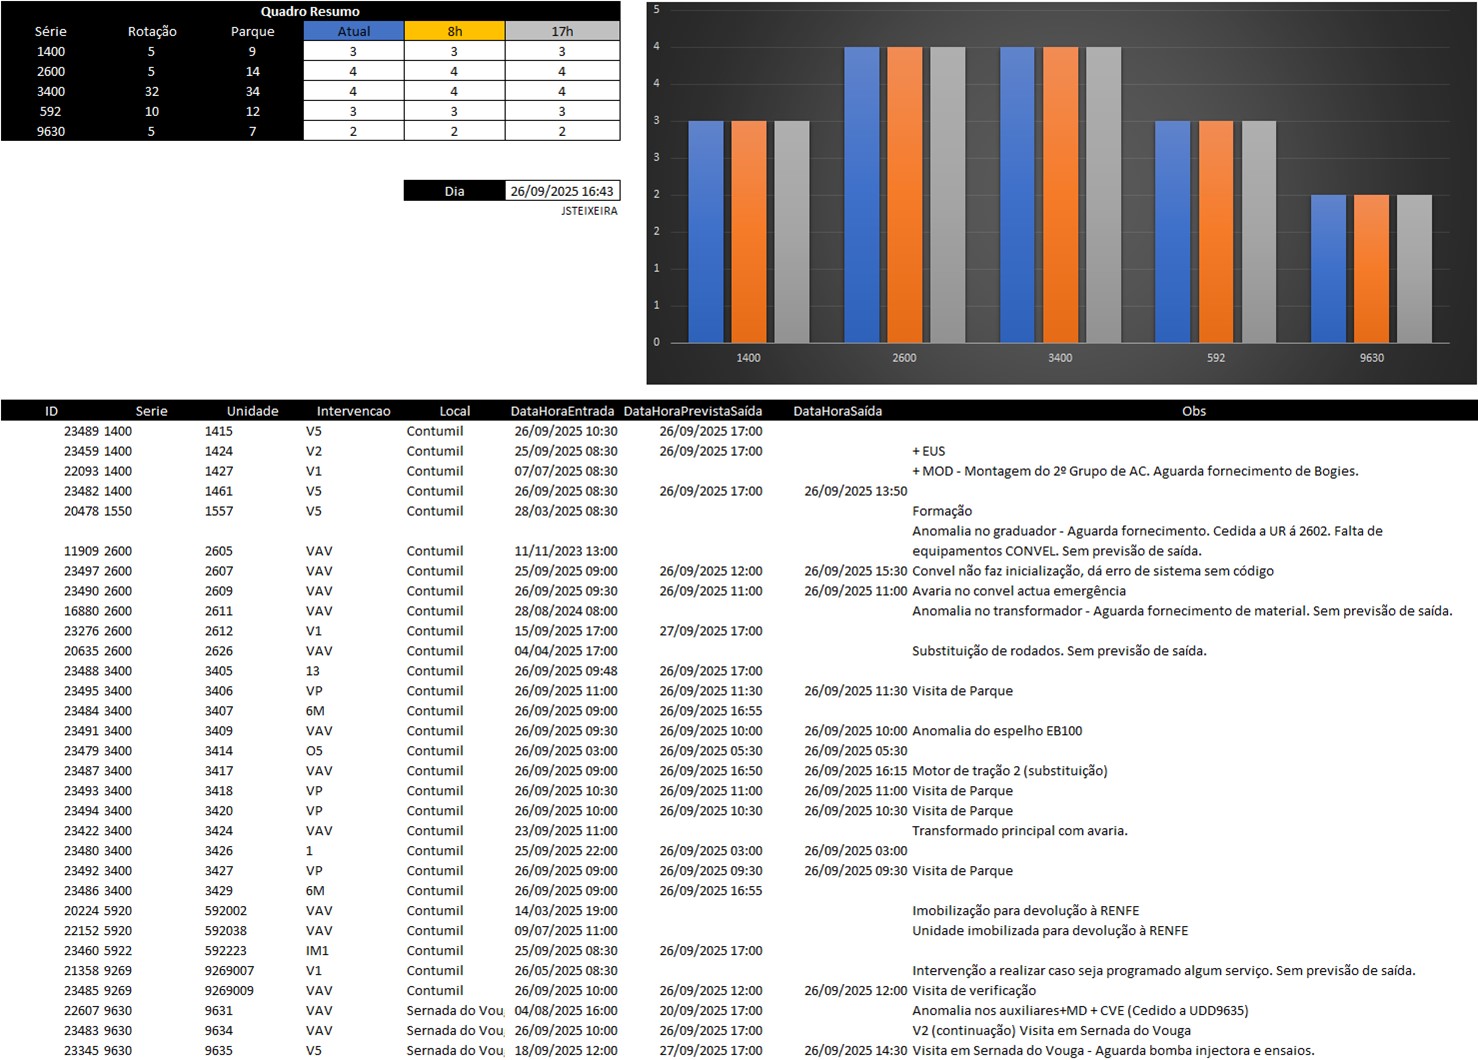 Quadro Resumo
Série Rotação Parque Atual 8h 17h
1400 5 9 3 3 3
2600 5 14 4 4 4
3400 32 34 4 4 4
592 10 12 3 3 3
9630 5 7 2 2 2
Dia 26/09/2025 16:43
JSTEIXEIRA
5
4
4
3
3
2
2
1
1
0
1400 2600 3400 592 9630
ID Serie Unidade Intervencao Local DataHoraEntrada DataHoraPrevistaSaída DataHoraSaída Obs
23489 1400 1415 V5 Contumil 26/09/2025 10:30 26/09/2025 17:00
23459 1400 1424 V2 Contumil 25/09/2025 08:30 26/09/2025 17:00 + EUS
22093 1400 1427 V1 Contumil 07/07/2025 08:30 + MOD - Montagem do 2º Grupo de AC. Aguarda fornecimento de Bogies.
23482 1400 1461 V5 Contumil 26/09/2025 08:30 26/09/2025 17:00 26/09/2025 13:50
20478 1550 1557 V5 Contumil 28/03/2025 08:30 Formação
Anomalia no graduador - Aguarda fornecimento. Cedida a UR á 2602. Falta de
11909 2600 2605 VAV Contumil 11/11/2023 13:00 equipamentos CONVEL. Sem previsão de saída.
23497 2600 2607 VAV Contumil 25/09/2025 09:00 26/09/2025 12:00 26/09/2025 15:30 Convel não faz inicialização, dá erro de sistema sem código
23490 2600 2609 VAV Contumil 26/09/2025 09:30 26/09/2025 11:00 26/09/2025 11:00 Avaria no convel actua emergência
16880 2600 2611 VAV Contumil 28/08/2024 08:00 Anomalia no transformador - Aguarda fornecimento de material. Sem previsão de saída.
23276 2600 2612 V1 Contumil 15/09/2025 17:00 27/09/2025 17:00
20635 2600 2626 VAV Contumil 04/04/2025 17:00 Substituição de rodados. Sem previsão de saída.
23488 3400 3405 13 Contumil 26/09/2025 09:48 26/09/2025 17:00
23495 3400 3406 VP Contumil 26/09/2025 11:00 26/09/2025 11:30 26/09/2025 11:30 Visita de Parque
23484 3400 3407 6M Contumil 26/09/2025 09:00 26/09/2025 16:55
23491 3400 3409 VAV Contumil 26/09/2025 09:30 26/09/2025 10:00 26/09/2025 10:00 Anomalia do espelho EB100
23479 3400 3414 O5 Contumil 26/09/2025 03:00 26/09/2025 05:30 26/09/2025 05:30
23487 3400 3417 VAV Contumil 26/09/2025 09:00 26/09/2025 16:50 26/09/2025 16:15 Motor de tração 2 (substituição)
23493 3400 3418 VP Contumil 26/09/2025 10:30 26/09/2025 11:00 26/09/2025 11:00 Visita de Parque
23494 3400 3420 VP Contumil 26/09/2025 10:00 26/09/2025 10:30 26/09/2025 10:30 Visita de Parque
23422 3400 3424 VAV Contumil 23/09/2025 11:00 Transformado principal com avaria.
23480 3400 3426 1 Contumil 25/09/2025 22:00 26/09/2025 03:00 26/09/2025 03:00
23492 3400 3427 VP Contumil 26/09/2025 09:00 26/09/2025 09:30 26/09/2025 09:30 Visita de Parque
23486 3400 3429 6M Contumil 26/09/2025 09:00 26/09/2025 16:55
20224 5920 592002 VAV Contumil 14/03/2025 19:00 Imobilização para devolução à RENFE
22152 5920 592038 VAV Contumil 09/07/2025 11:00 Unidade imobilizada para devolução à RENFE
23460 5922 592223 IM1 Contumil 25/09/2025 08:30 26/09/2025 17:00
21358 9269 9269007 V1 Contumil 26/05/2025 08:30 Intervenção a realizar caso seja programado algum serviço. Sem previsão de saída.
23485 9269 9269009 VAV Contumil 26/09/2025 10:00 26/09/2025 12:00 26/09/2025 12:00 Visita de verificação
22607 9630 9631 VAV Sernada do Vou 04/08/2025 16:00 20/09/2025 17:00 Anomalia nos auxiliares+MD + CVE (Cedido a UDD9635)
23483 9630 9634 VAV Contumil 26/09/2025 10:00 26/09/2025 17:00 V2 (continuação) Visita em Sernada do Vouga
23345 9630 9635 V5 Sernada do Vou 18/09/2025 12:00 27/09/2025 17:00 26/09/2025 14:30 Visita em Sernada do Vouga - Aguarda bomba injectora e ensaios.